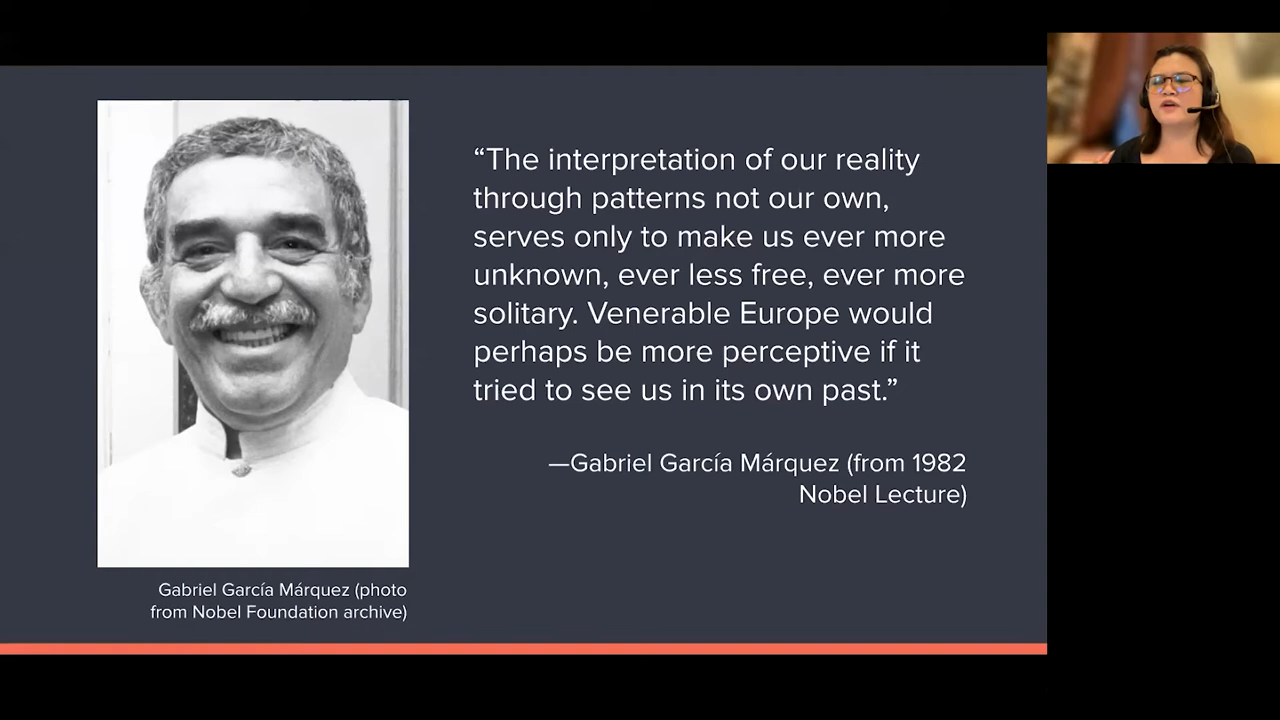 “The interpretation of our reality
through patterns not our own,
serves only to make us ever more
unknown, ever less free, ever more
solitary. Venerable Europe would
perhaps be more perceptive if it
tried to see us in its own past.”
—Gabriel García Márquez (from 1982
Nobel Lecture)
Gabriel García Márquez (photo
from Nobel Foundation archive)